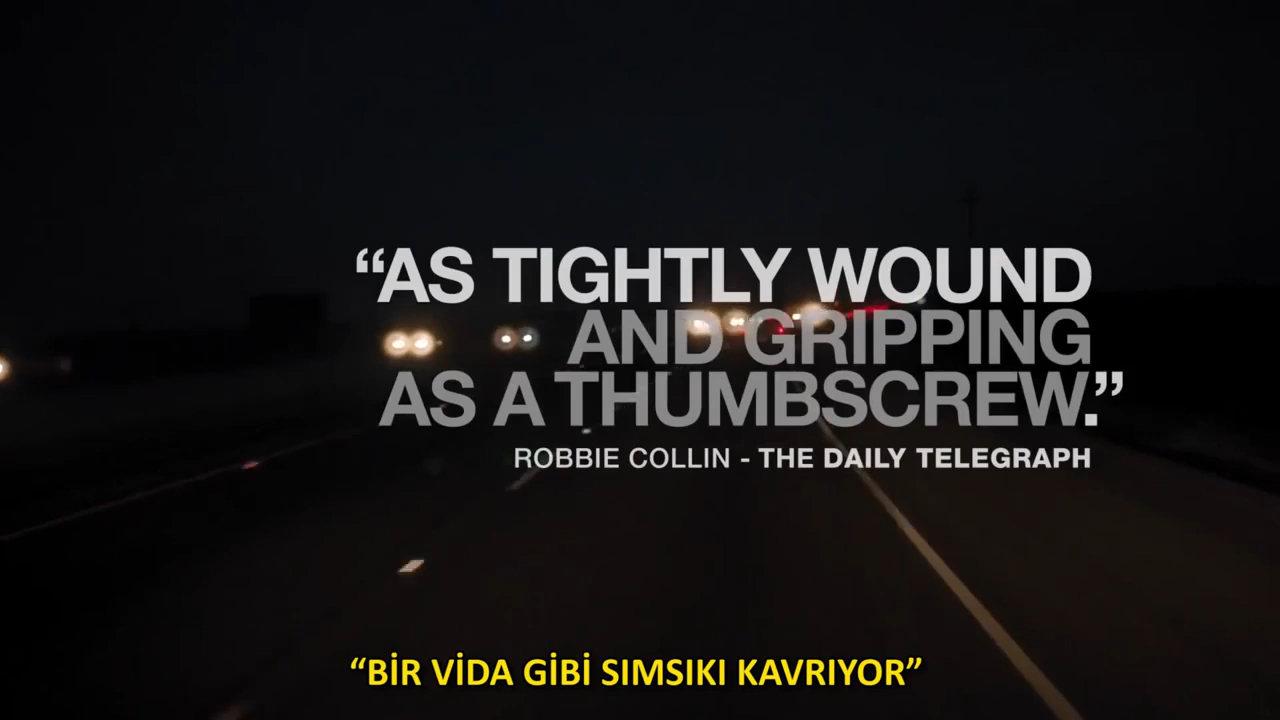 “AS TIGHTLY WOUND
AND GRIPPING
AS A THUMBSCREW.”
ROBBIE COLLIN - THE DAILY TELEGRAPH
“BİR VİDA GİBİ SIMSIKI KAVRIYOR”